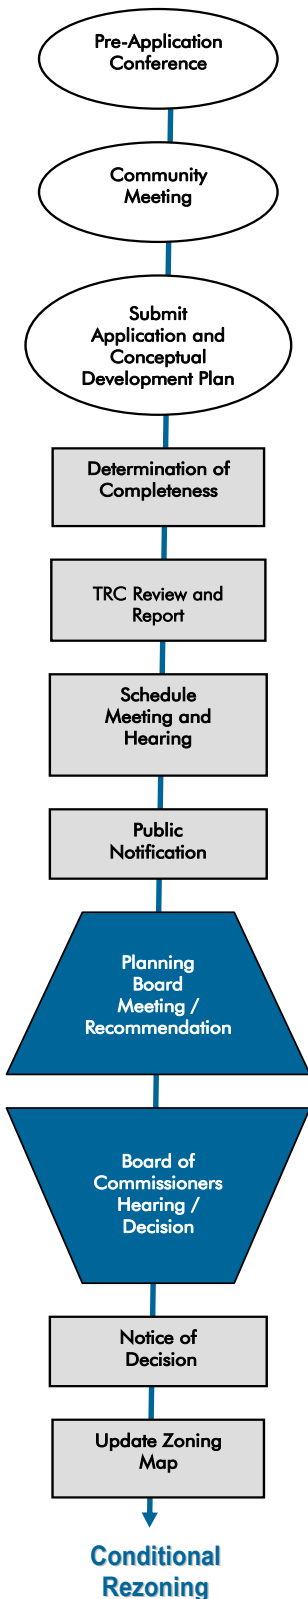 Pre-Application
Conference
Community
Meeting
Submit
Application and
Conceptual
Development Plan
Determination of
Completeness
TRC Review and
Report
Schedule
Meeting and
Hearing
Public
Notification
Planning
Board
Meeting /
Recommendation
Board of
Commissioners
Hearing /
Decision
Notice of
Decision
Update Zoning
Map
Conditional
Rezoning